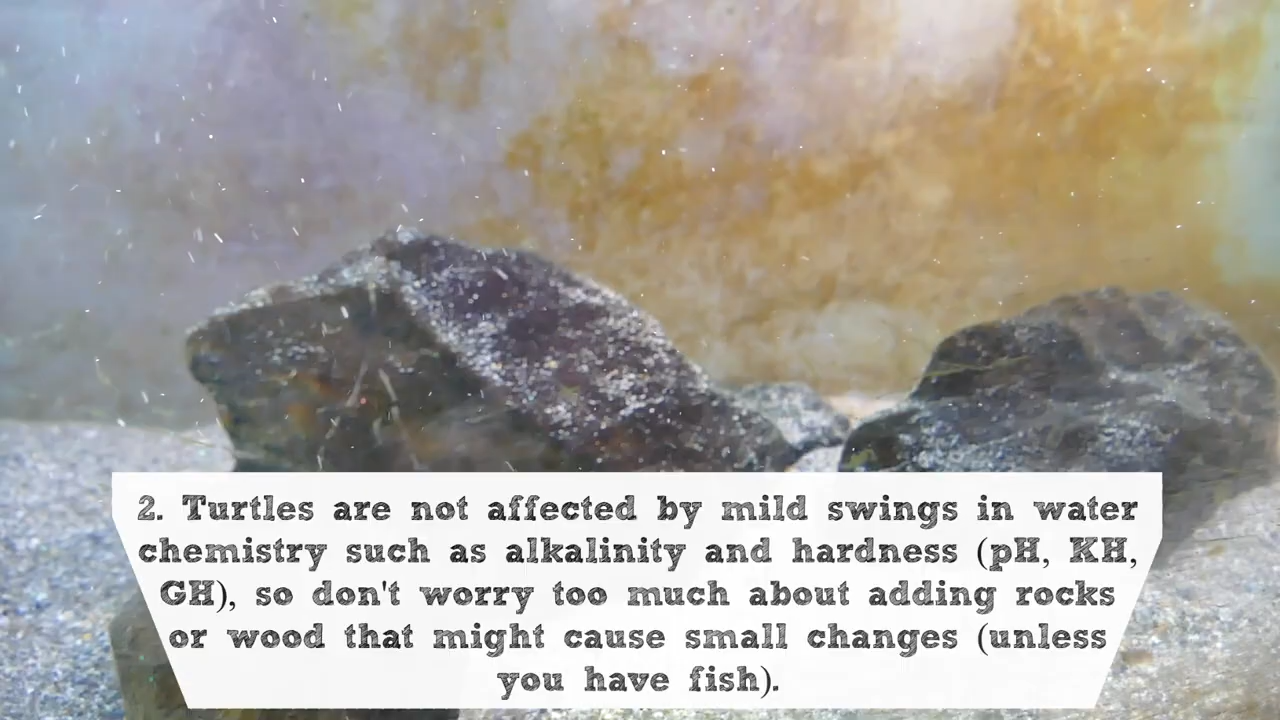 2. Turtles are not affected by mild swings in water
chemistry such as alkalinity and hardness (pH, KH,
GH), so don't worry too much about adding rocks
or wood that might cause small changes (unless
you have fish).